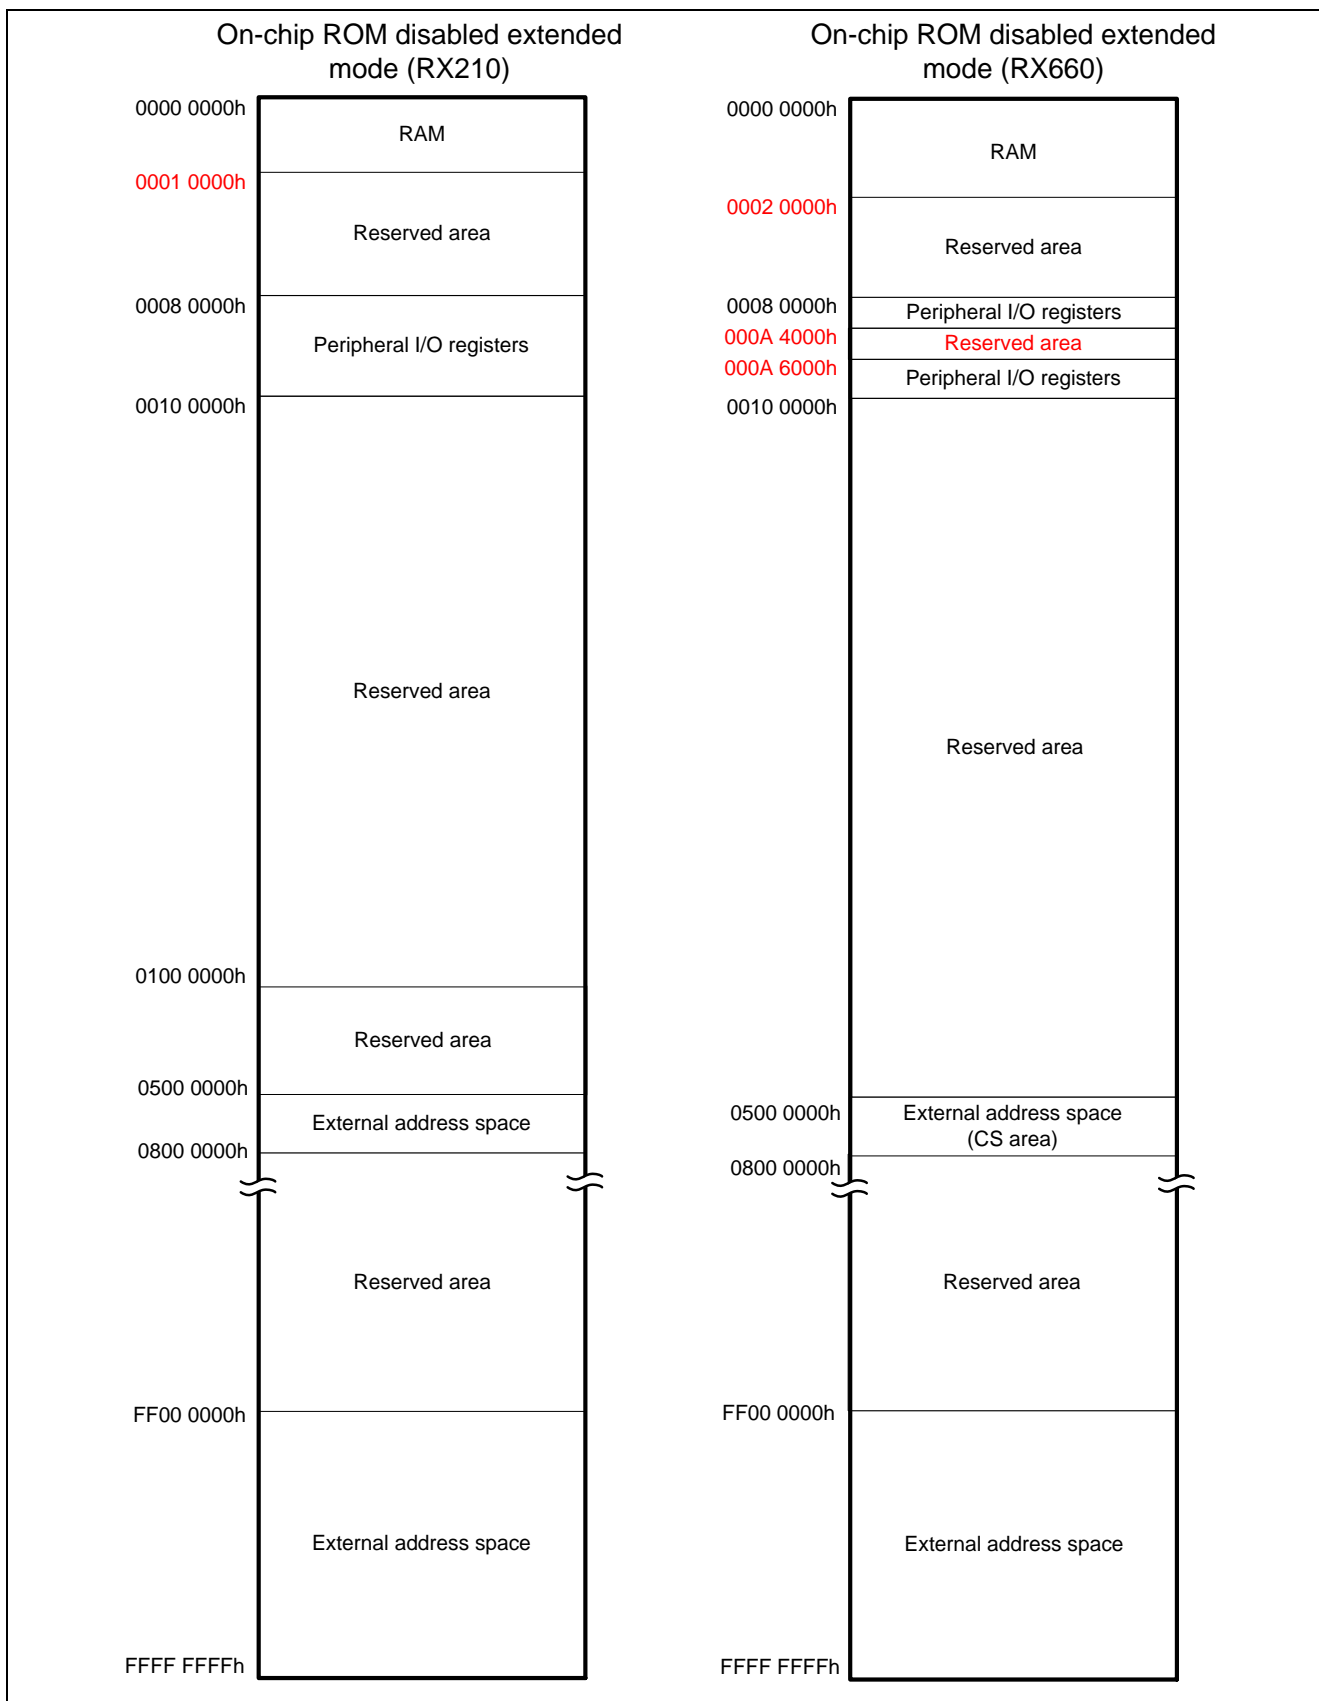 On-chip ROM disabled extended
mode (RX210)
0000 0000h
RAM
0001 0000h
Reserved area
0008 0000h
Peripheral I/O registers
0010 0000h
Reserved area
0100 0000h
Reserved area
0500 0000h
External address space
0800 0000h
Reserved area
FF00 0000h
External address space
FFFF FFFFh
On-chip ROM disabled extended
mode (RX660)
0000 0000h
RAM
0002 0000h
Reserved area
0008 0000h
Peripheral I/O registers
000A 4000h
Reserved area
000A 6000h
Peripheral I/O registers
0010 0000h
Reserved area
0500 0000h
External address space
(CS area)
0800 0000h
Reserved area
FF00 0000h
External address space
FFFF FFFFh